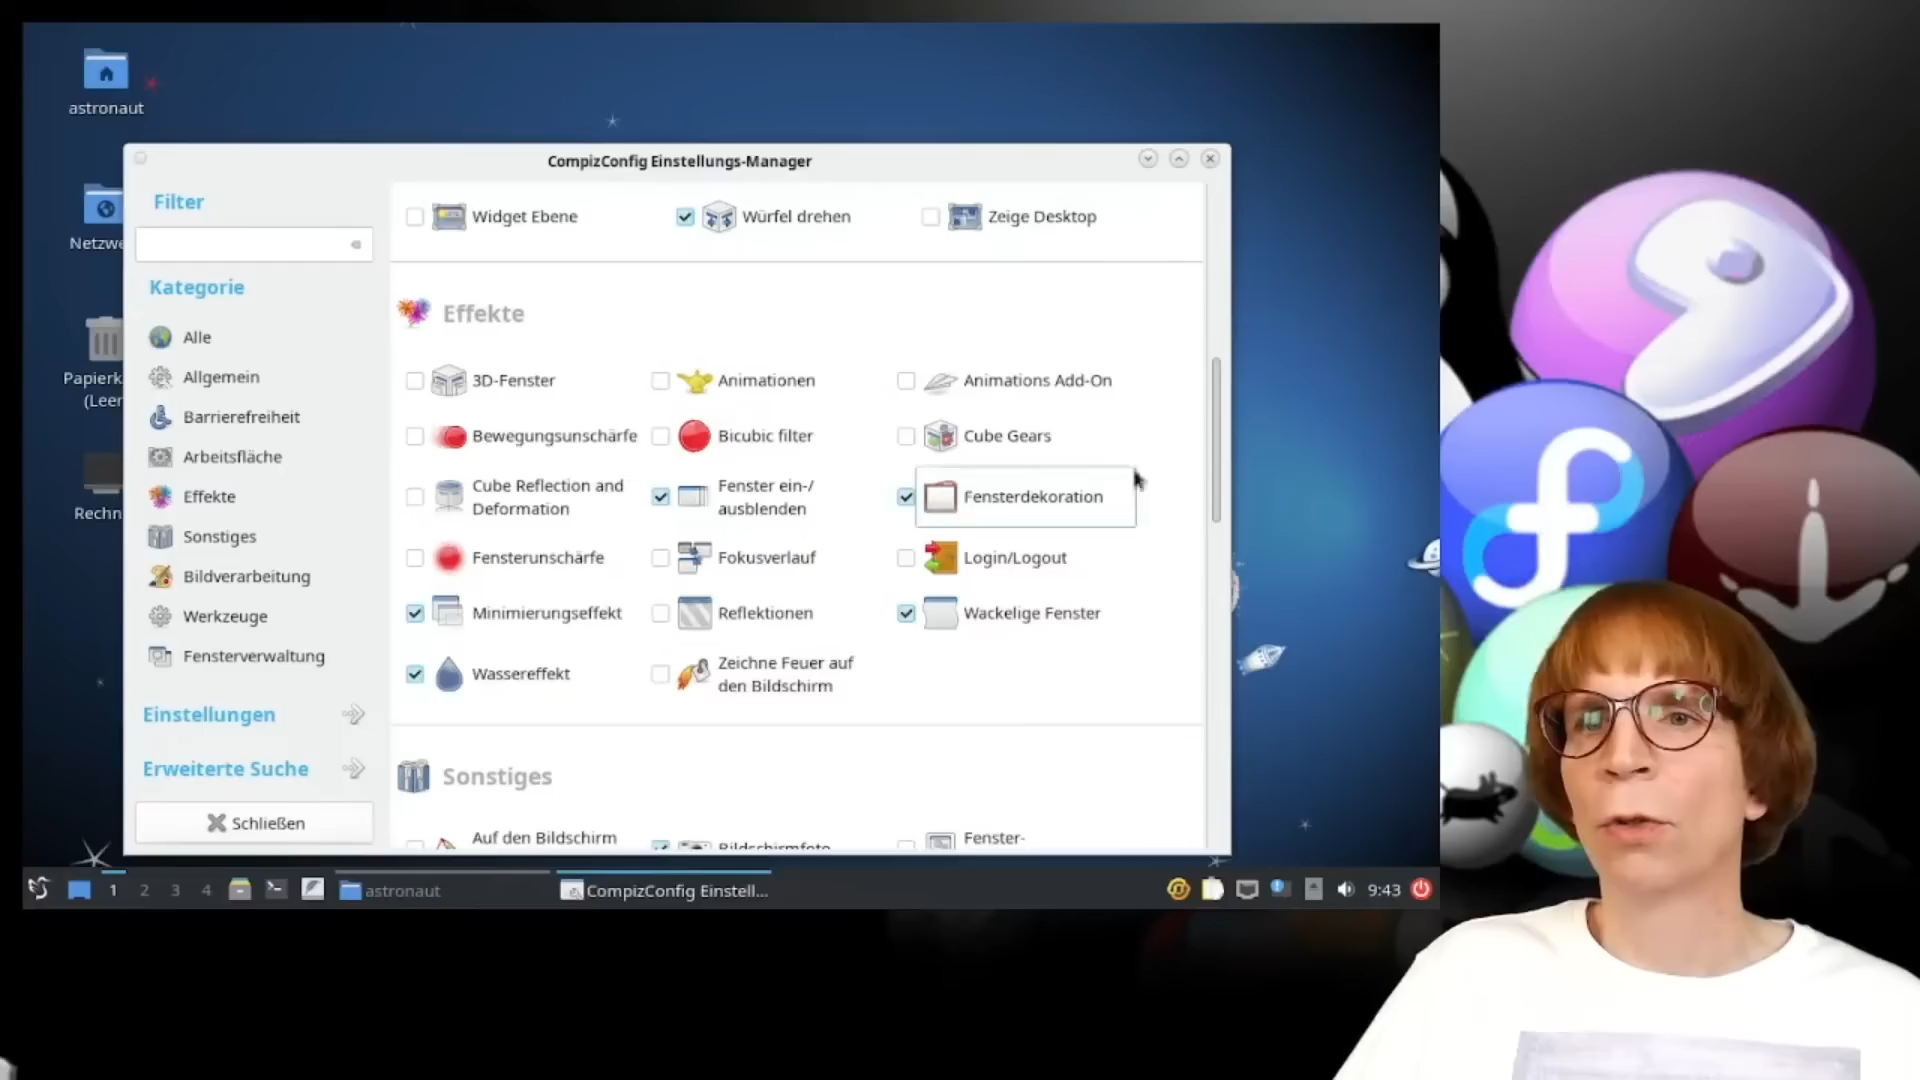 astronaut
Netzwe
Papierk
(Leer
Rechn
CompizConfig Einstellungs-Manager
Filter
Kategorie
Alle
Allgemein
Barrierefreiheit
Arbeitsfläche
Effekte
Sonstiges
Bildverarbeitung
Werkzeuge
Fensterverwaltung
Einstellungen
Erweiterte Suche
Schließen
Widget Ebene
Würfel drehen
Zeige Desktop
Effekte
3D-Fenster
Animationen
Animations Add-On
Bewegungsunschärfe
Bicubic filter
Cube Gears
Cube Reflection and
Deformation
Fenster ein-/
ausblenden
Fensterdekoration
Fensterunschärfe
Fokusverlauf
Login/Logout
Minimierungseffekt
Reflektionen
Wackelige Fenster
Wassereffekt
Zeichne Feuer auf
den Bildschirm
Sonstiges
Auf den Bildschirm
Bildschirmfoto
Fenster-
1 2 3 4
astronaut
CompizConfig Einstell...
9:43